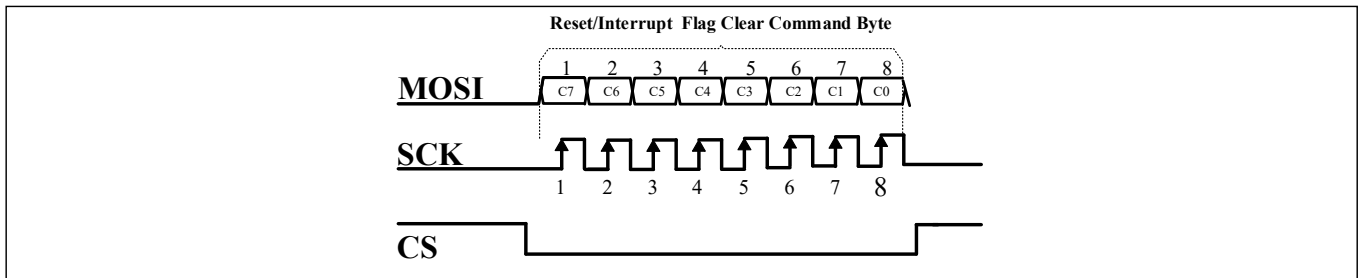 Reset/Interrupt Flag Clear Command Byte
1 2 3 4 5 6 7 8
MOSI C7 C6 C5 C4 C3 C2 C1 C0
SCK
1 2 3 4 5 6 7 8
CS